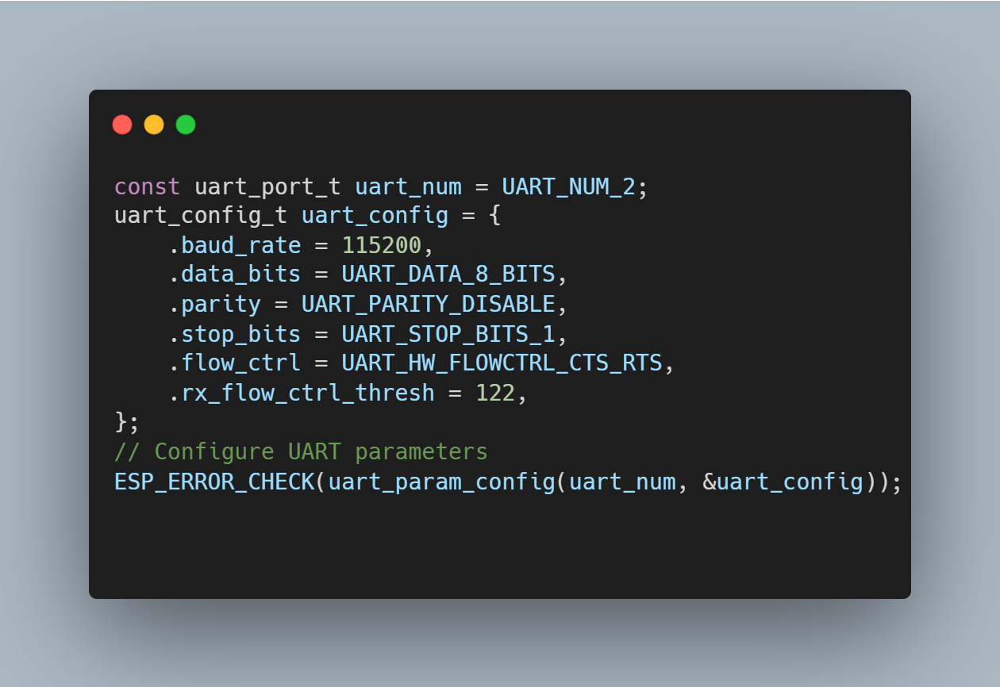 const uart_port_t uart_num = UART_NUM_2;
uart_config_t uart_config = {
    .baud_rate = 115200,
    .data_bits = UART_DATA_8_BITS,
    .parity = UART_PARITY_DISABLE,
    .stop_bits = UART_STOP_BITS_1,
    .flow_ctrl = UART_HW_FLOWCTRL_CTS_RTS,
    .rx_flow_ctrl_thresh = 122,
};
// Configure UART parameters
ESP_ERROR_CHECK(uart_param_config(uart_num, &uart_config));